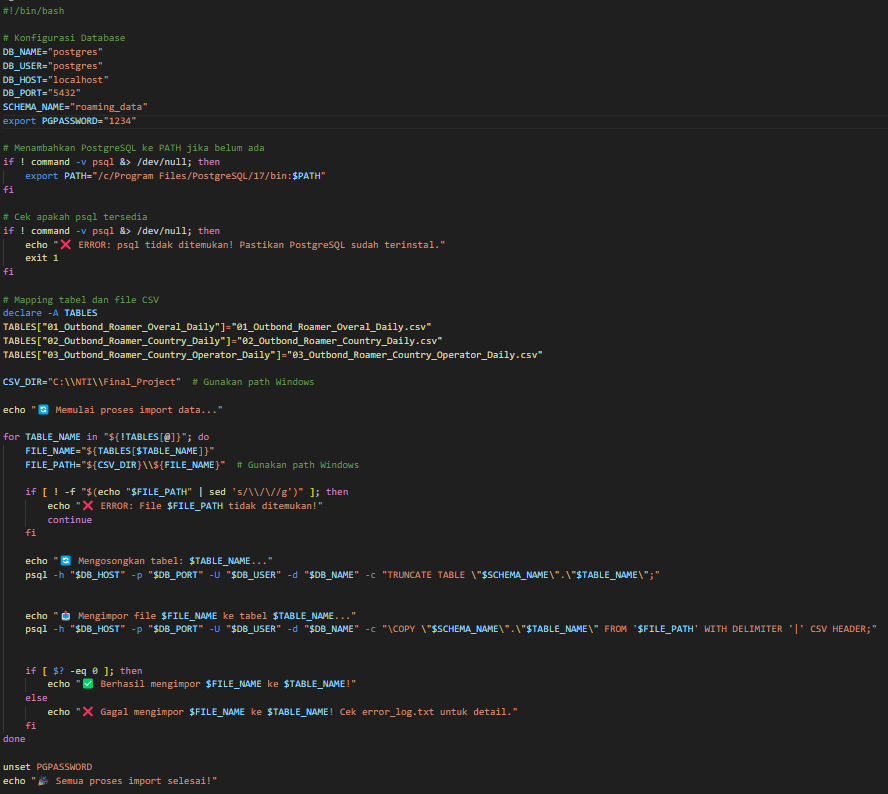 #!/bin/bash
# Konfigurasi Database
DB_NAME="postgres"
DB_USER="postgres"
DB_HOST="localhost"
DB_PORT="5432"
SCHEMA_NAME="roaming_data"
export PGPASSWORD="1234"
# Menambahkan PostgreSQL ke PATH jika belum ada
if ! command -v psql &> /dev/null; then
    export PATH="/c/Program Files/PostgreSQL/17/bin:$PATH"
fi
# Cek apakah psql tersedia
if ! command -v psql &> /dev/null; then
    echo "❌ ERROR: psql tidak ditemukan! Pastikan PostgreSQL sudah terinstal."
    exit 1
fi
# Mapping tabel dan file CSV
declare -A TABLES
TABLES["01_Outbond_Roamer_Overal_Daily"]="01_Outbond_Roamer_Overal_Daily.csv"
TABLES["02_Outbond_Roamer_Country_Daily"]="02_Outbond_Roamer_Country_Daily.csv"
TABLES["03_Outbond_Roamer_Country_Operator_Daily"]="03_Outbond_Roamer_Country_Operator_Daily.csv"
CSV_DIR="C:\\NTI\\Final_Project"  # Gunakan path Windows
echo "🔄 Memulai proses import data..."
for TABLE_NAME in "${!TABLES[@]}"; do
    FILE_NAME="${TABLES[$TABLE_NAME]}"
    FILE_PATH="${CSV_DIR}\\${FILE_NAME}"  # Gunakan path Windows
    if [ ! -f "$(echo "$FILE_PATH" | sed 's/\\/\//g')" ]; then
        echo "❌ ERROR: File $FILE_PATH tidak ditemukan!"
        continue
    fi
    echo "🔄 Mengosongkan tabel: $TABLE_NAME..."
    psql -h "$DB_HOST" -p "$DB_PORT" -U "$DB_USER" -d "$DB_NAME" -c "TRUNCATE TABLE \"$SCHEMA_NAME\".\"$TABLE_NAME\";"
    echo "📥 Mengimpor file $FILE_NAME ke tabel $TABLE_NAME..."
    psql -h "$DB_HOST" -p "$DB_PORT" -U "$DB_USER" -d "$DB_NAME" -c "\COPY \"$SCHEMA_NAME\".\"$TABLE_NAME\" FROM '$FILE_PATH' WITH DELIMITER '|' CSV HEADER;"
    if [ $? -eq 0 ]; then
        echo "✅ Berhasil mengimpor $FILE_NAME ke $TABLE_NAME!"
    else
        echo "❌ Gagal mengimpor $FILE_NAME ke $TABLE_NAME! Cek error_log.txt untuk detail."
    fi
done
unset PGPASSWORD
echo "🎉 Semua proses import selesai!"